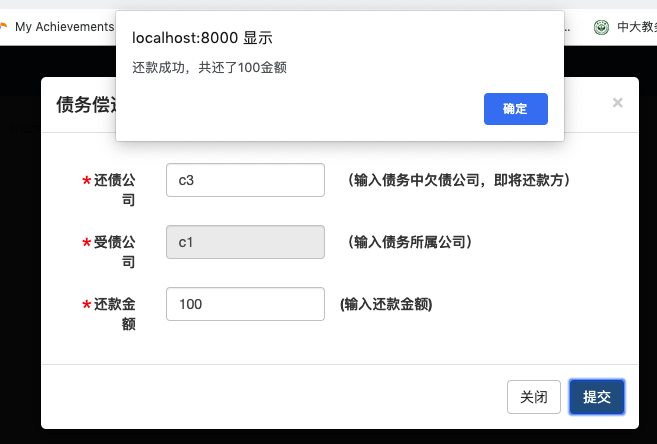 My Achievements
...
中大教务
localhost:8000 显示
还款成功，共还了100金额
确定
债务偿
×
*还债公司
c3
（输入债务中欠债公司，即将还款方）
*受债公司
c1
（输入债务所属公司）
*还款金额
100
(输入还款金额)
关闭
提交